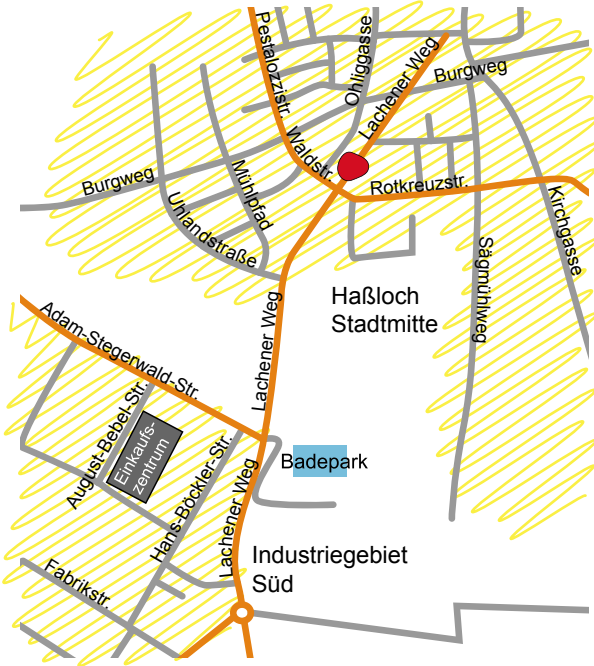 Pestalozzistr.
Ohliggasse
Lachener Weg
Burgweg
Waldstr.
Burgweg
Mühlpfad
Rotkreuzstr.
Uhlandstraße
Kirchgasse
Sägmühlweg
Haßloch
Stadtmitte
Lachener Weg
Adam-Stegerwald-Str.
August-Bebel-Str.
Einkaufs-
zentrum
Hans-Böckler-Str.
Badepark
Lachener Weg
Industriegebiet
Süd
Fabrikstr.